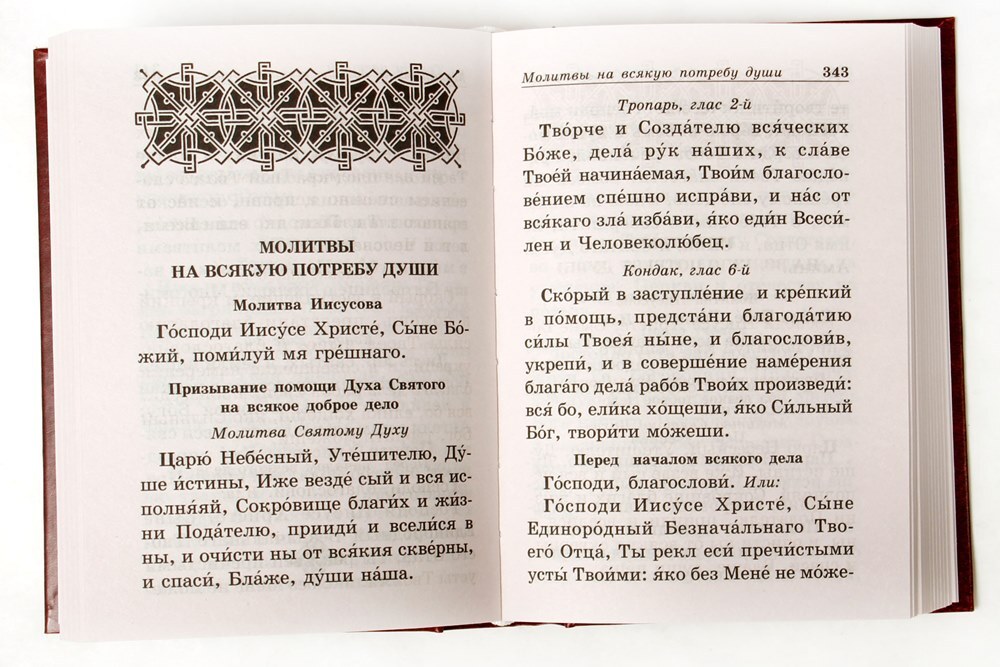 МОЛИТВЫ
НА ВСЯКУЮ ПОТРЕБУ ДУШИ
Молитва Иисусова
Го́споди Иису́се Христе́, Сы́не Бо́-
жий, поми́луй мя гре́шнаго.
Призывание помощи Духа Святого
на всякое доброе дело
Молитва Святому Духу
Царю́ Небе́сный, Уте́шителю, Ду́-
ше и́стины, Иже везде́ сый и вся ис-
полня́яй, Сокро́вище благи́х и жи́з-
ни Пода́телю, прииди́ и всели́ся в
ны, и очи́сти ны от вся́кия скве́рны,
и спаси́, Бла́же, ду́ши на́ша.
Молитвы на всякую потребу души 343
Тропарь, глас 2-й
Тво́рче и Созда́телю вся́ческих
Бо́же, дела́ ру́к на́ших, к сла́ве
Твое́й начина́емая, Твои́м благосло-
ве́нием спе́шно испра́ви, и на́с от
вся́каго зла́ изба́ви, я́ко еди́н Всеси́-
лен и Человеколю́бец.
Кондак, глас 6-й
Ско́рый в заступле́ние и кре́пкий
в по́мощь, предста́ни благода́тию
си́лы Твоея́ ны́не, и благослови́в,
укрепи́, и в соверше́ние наме́рения
блага́го дела́ рабо́в Твои́х произведи́:
вся́ бо, ели́ка хо́щеши, я́ко Си́льный
Бо́г, твори́ти мо́жеши.
Перед началом всякого дела
Го́споди, благослови́. Или:
Го́споди Иису́се Христе́, Сы́не
Единоро́дный Безнача́льнаго Тво-
его́ Отца́, Ты рекл еси́ пречи́стыми
усты́ Твои́ми: я́ко без Мене́ не мо́же-